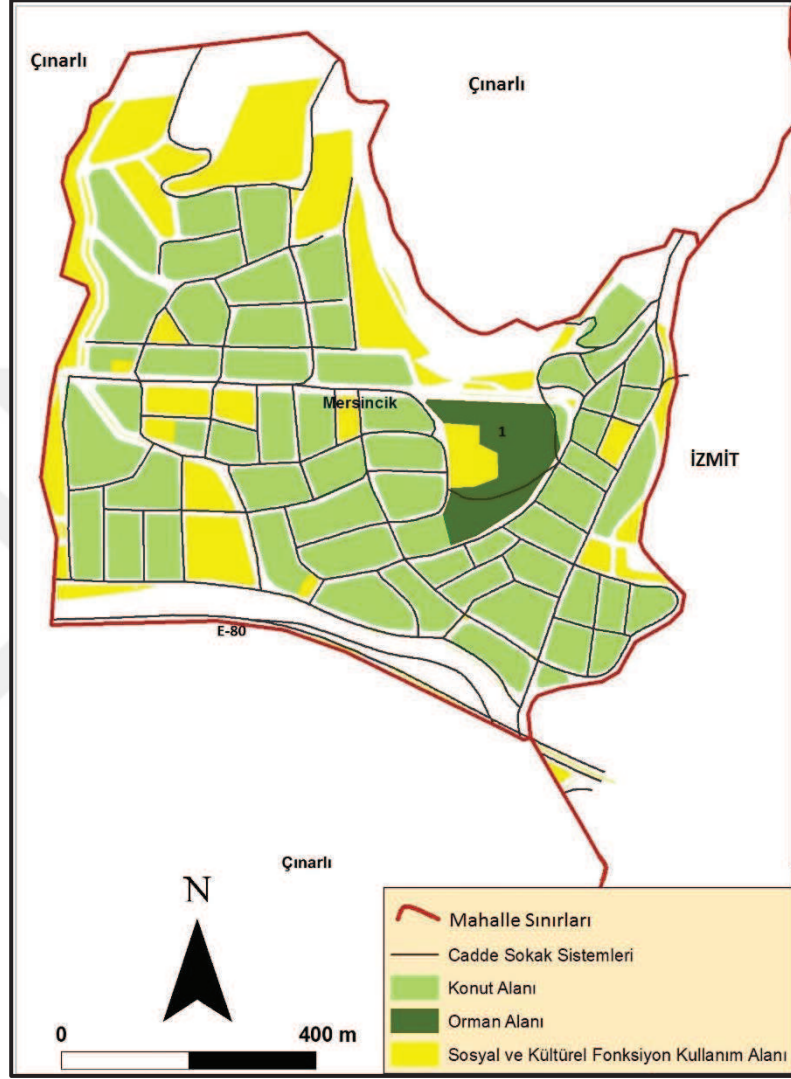 Çınarlı
Çınarlı
Mersincik
1
İZMİT
E-80
Çınarlı
N
0
400 m
Mahalle Sınırları
Cadde Sokak Sistemleri
Konut Alanı
Orman Alanı
Sosyal ve Kültürel Fonksiyon Kullanım Alanı